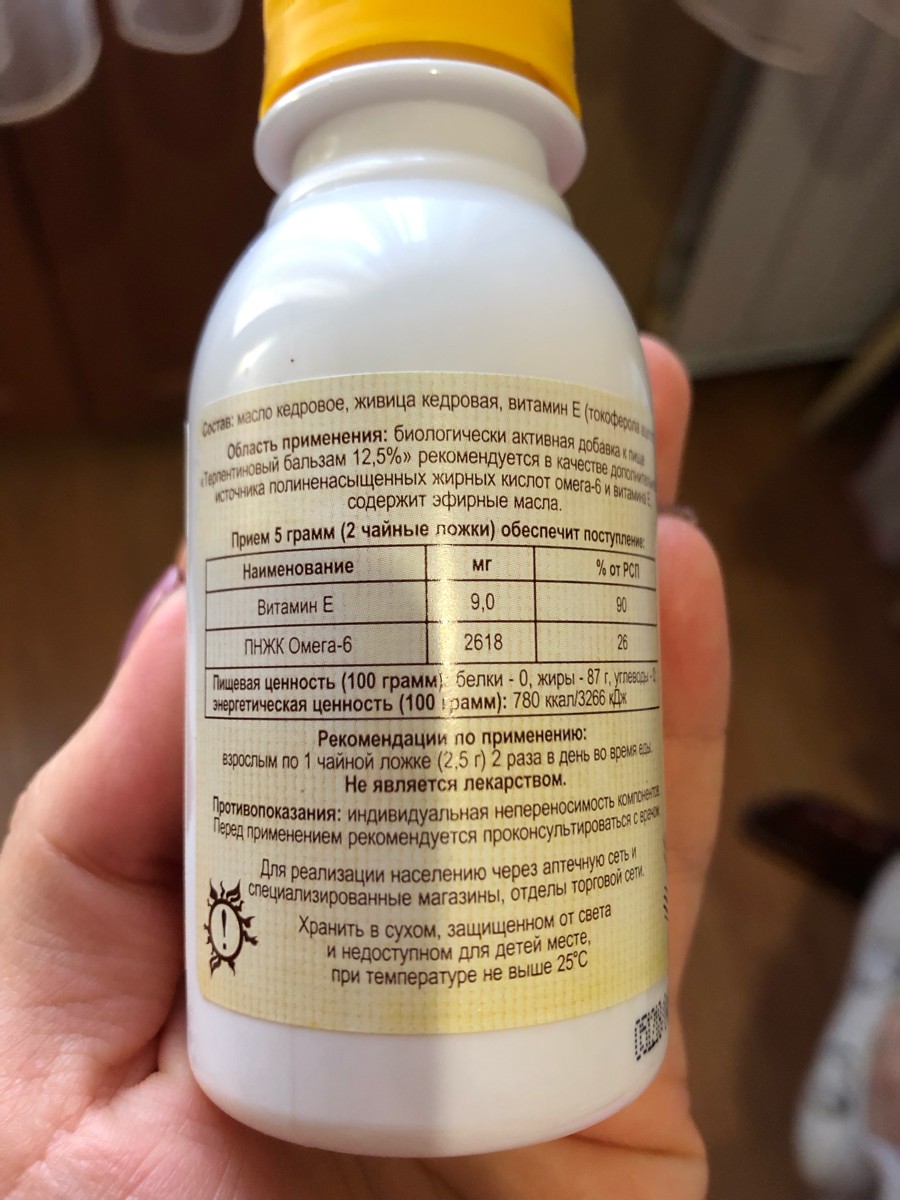 Состав: масло кедровое, живица кедровая, витамин Е (токоферола
Область применения: биологически активная добавка к пище
«Терпентиновый бальзам 12,5%» рекомендуется в качестве
источника полиненасыщенных жирных кислот омега-6 и витамина Е,
содержит эфирные масла.
Прием 5 грамм (2 чайные ложки) обеспечит поступление:
Наименование мг % от РСП
Витамин Е 9,0 90
ПНЖК Омега-6 2618 26
Пищевая ценность (100 грамм): белки - 0, жиры - 87 г, углеводы - 0
энергетическая ценность (100 грамм): 780 ккал/3266 кДж
Рекомендации по применению:
взрослым по 1 чайной ложке (2,5 г) 2 раза в день во время еды.
Не является лекарством.
Противопоказания: индивидуальная непереносимость компонентов.
Перед применением рекомендуется проконсультироваться с врачом.
Для реализации населению через аптечную сеть и
специализированные магазины, отделы торговой сети.
!
Хранить в сухом, защищенном от света
и недоступном для детей месте,
при температуре не выше 25°С